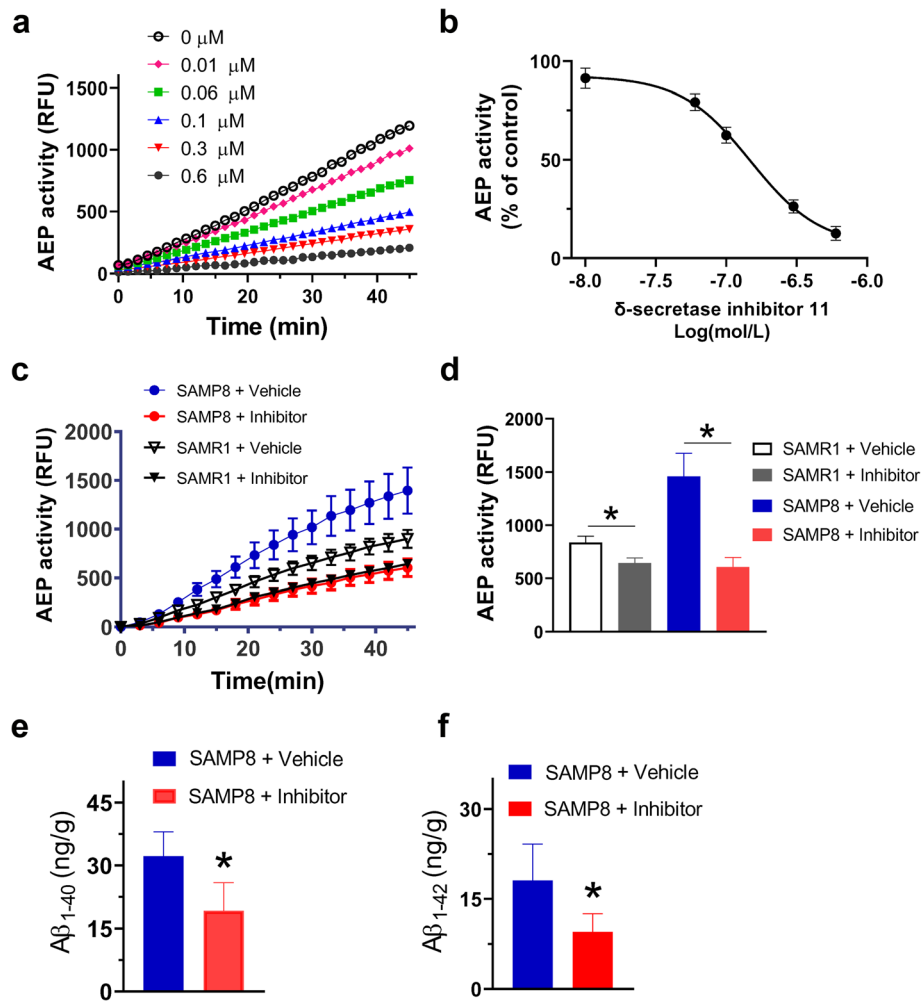 a
0 μM
0.01 μM
0.06 μM
0.1 μM
0.3 μM
0.6 μM
AEP activity (RFU)
1500
1000
500
0
0 10 20 30 40
Time (min)
b
AEP activity
(% of control)
100
50
0
-8.0 -7.5 -7.0 -6.5 -6.0
δ-secretase inhibitor 11
Log(mol/L)
c
SAMP8 + Vehicle
SAMP8 + Inhibitor
SAMR1 + Vehicle
SAMR1 + Inhibitor
AEP activity (RFU)
2000
1500
1000
500
0
0 10 20 30 40
Time(min)
d
AEP activity (RFU)
2000
1500
1000
500
0
*
*
SAMR1 + Vehicle
SAMR1 + Inhibitor
SAMP8 + Vehicle
SAMP8 + Inhibitor
e
SAMP8 + Vehicle
SAMP8 + Inhibitor
Aβ1-40 (ng/g)
45
30
15
0
*
f
SAMP8 + Vehicle
SAMP8 + Inhibitor
Aβ1-42 (ng/g)
30
15
0
*